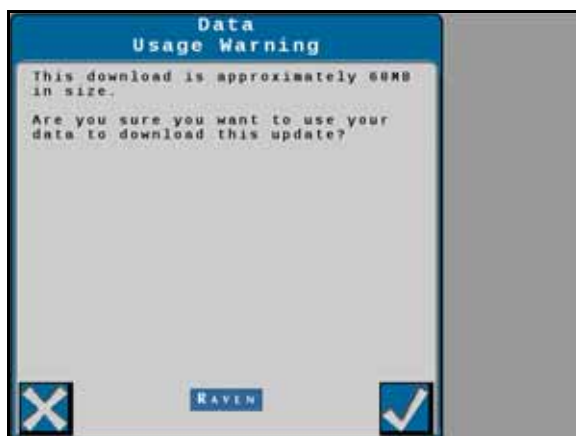 Data
Usage Warning
This download is approximately 60MB
in size.
Are you sure you want to use your
data to download this update?
RAVEN